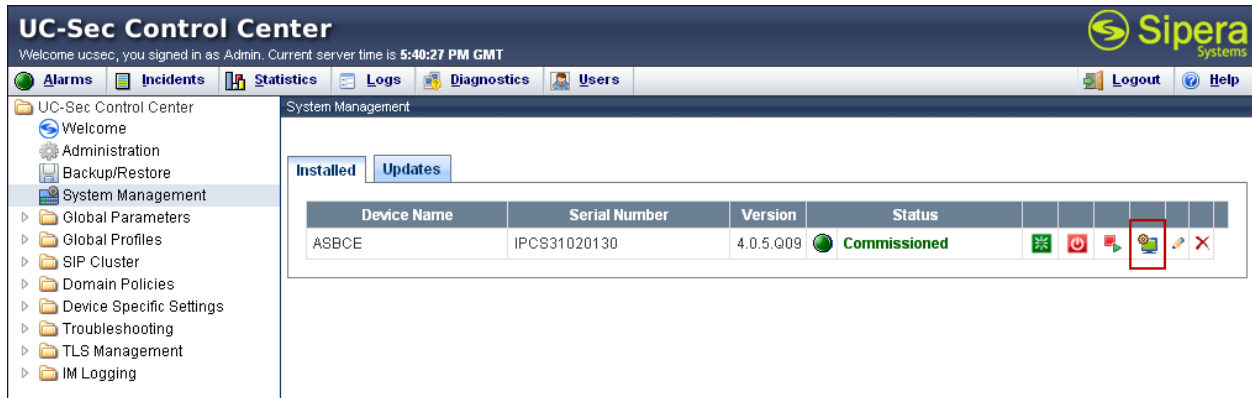 UC-Sec Control Center
Welcome ucsec, you signed in as Admin. Current server time is 5:40:27 PM GMT
Sipera
Systems
Alarms Incidents Statistics Logs Diagnostics Users Logout Help
UC-Sec Control Center
Welcome
Administration
Backup/Restore
System Management
Global Parameters
Global Profiles
SIP Cluster
Domain Policies
Device Specific Settings
Troubleshooting
TLS Management
IM Logging
System Management
Installed Updates
Device Name Serial Number Version Status
ASBCE IPCS31020130 4.0.5.Q09 Commissioned